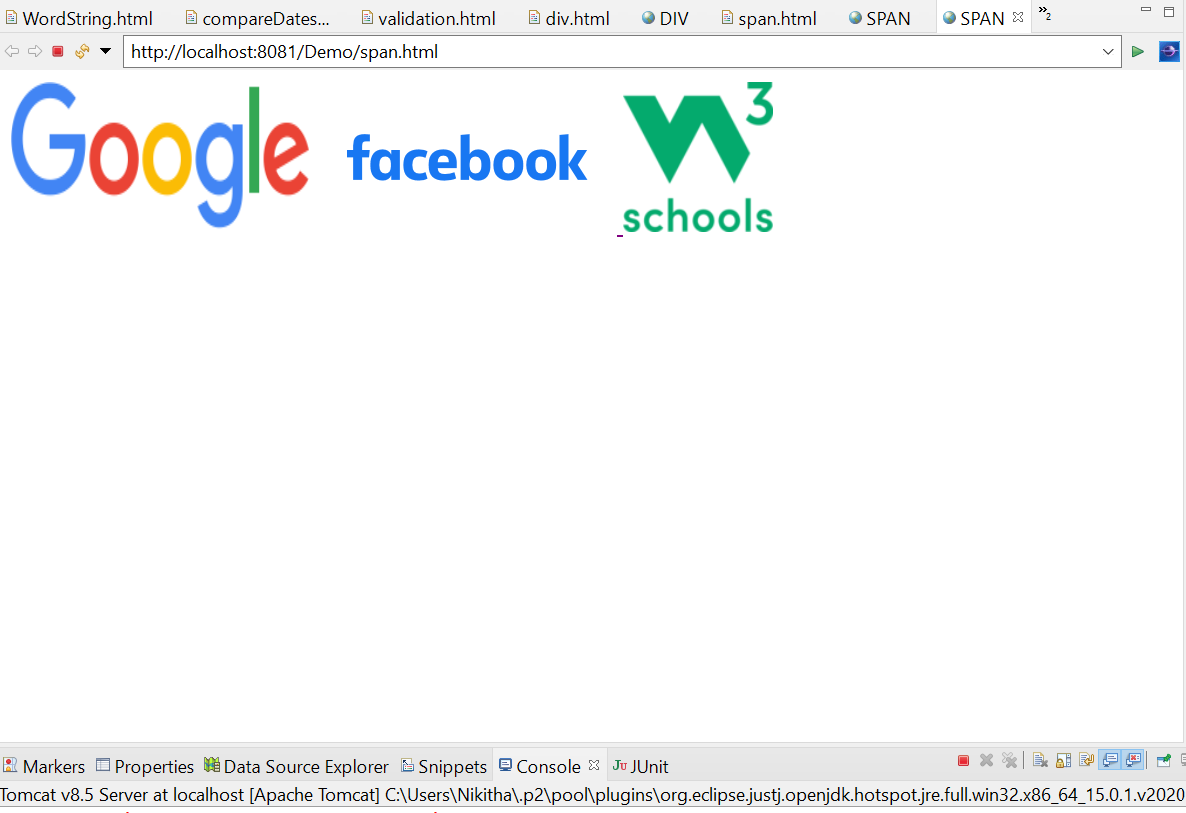 WordString.html compareDates... validation.html div.html DIV span.html SPAN SPAN »2
http://localhost:8081/Demo/span.html
Google facebook W3
schools
Markers Properties Data Source Explorer Snippets Console JU JUnit
Tomcat v8.5 Server at localhost [Apache Tomcat] C:\Users\Nikitha\.p2\pool\plugins\org.eclipse.justj.openjdk.hotspot.jre.full.win32.x86_64_15.0.1.v2020